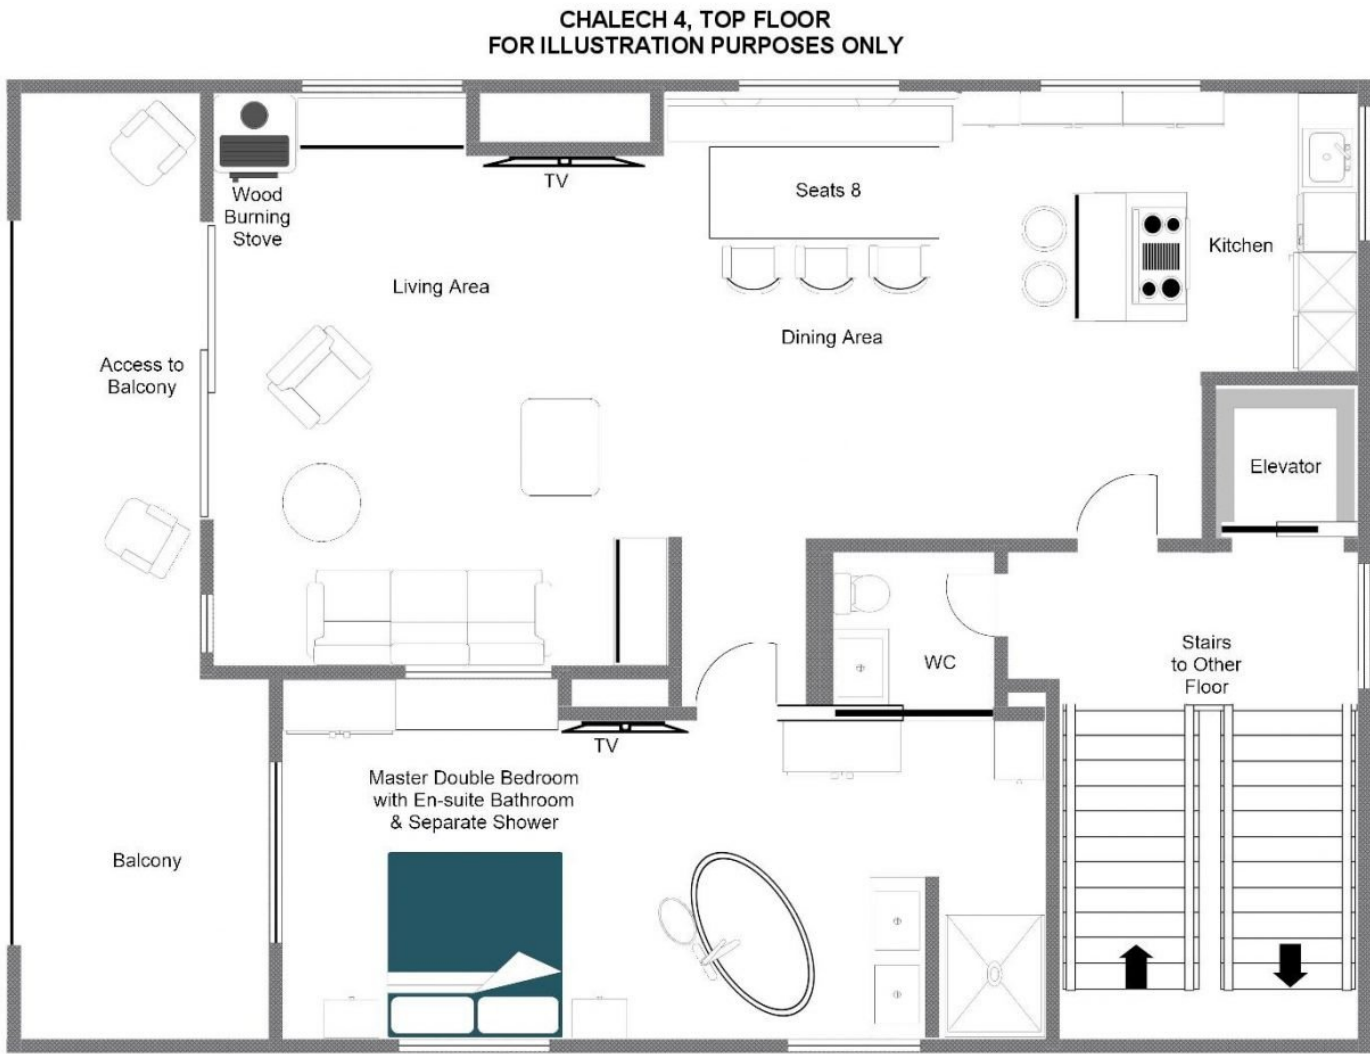 CHALECH 4, TOP FLOOR
FOR ILLUSTRATION PURPOSES ONLY
TV
Wood
Burning
Stove
Seats 8
Kitchen
Living Area
Dining Area
Access to
Balcony
Elevator
WC
Stairs
to Other
Floor
TV
Master Double Bedroom
with En-suite Bathroom
& Separate Shower
Balcony